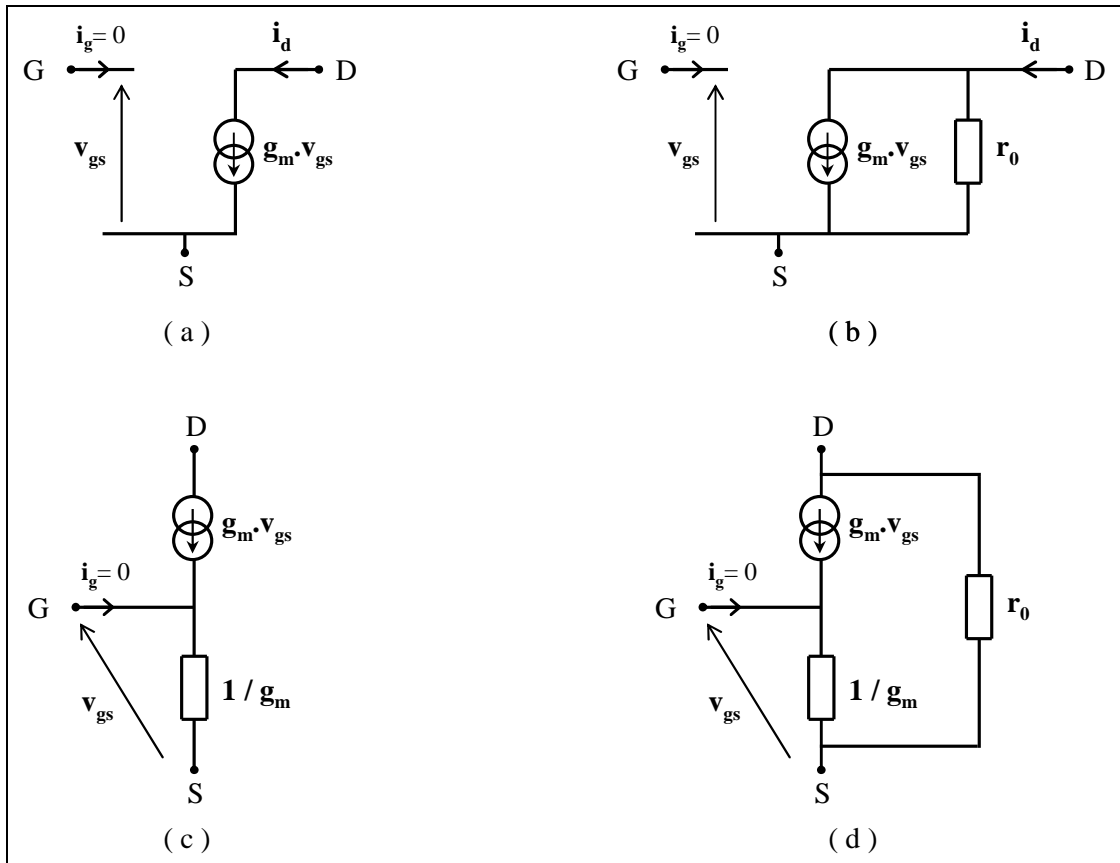 i_g= 0
i_d
G
D
v_gs
g_m.v_gs
S
( a )
i_g= 0
i_d
G
D
v_gs
g_m.v_gs
r_0
S
( b )
D
g_m.v_gs
i_g= 0
G
v_gs
1 / g_m
S
( c )
D
g_m.v_gs
i_g= 0
G
r_0
v_gs
1 / g_m
S
( d )